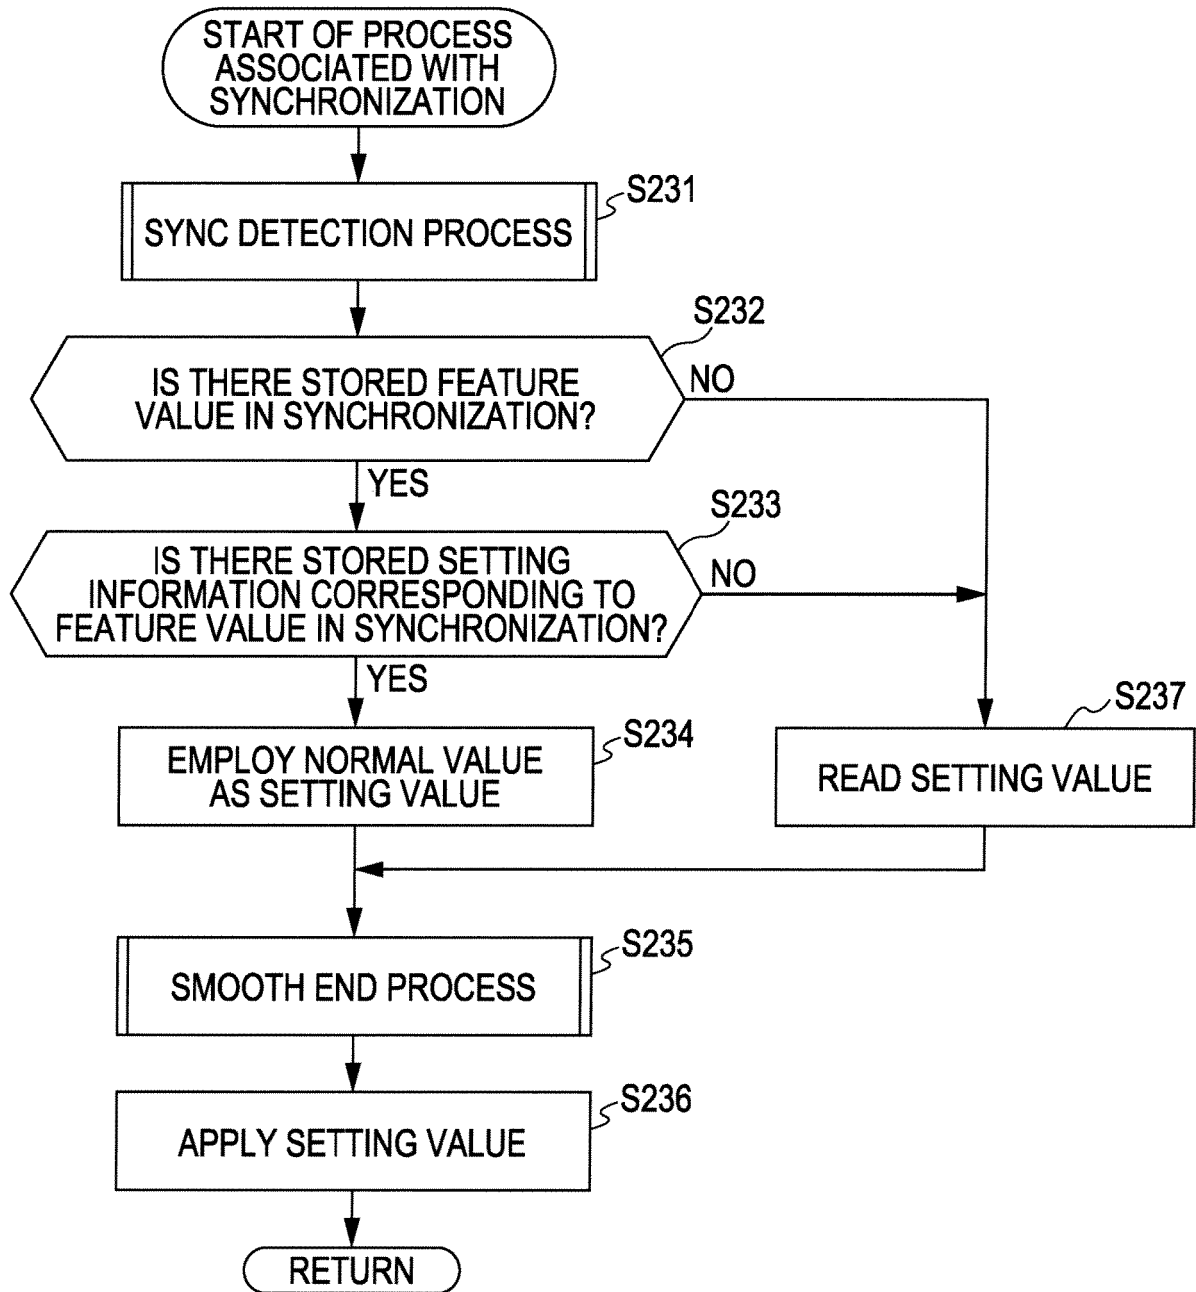 START OF PROCESS
ASSOCIATED WITH
SYNCHRONIZATION
S231
SYNC DETECTION PROCESS
S232
IS THERE STORED FEATURE
VALUE IN SYNCHRONIZATION?
NO
YES
S233
IS THERE STORED SETTING
INFORMATION CORRESPONDING TO
FEATURE VALUE IN SYNCHRONIZATION?
NO
YES
S234
EMPLOY NORMAL VALUE
AS SETTING VALUE
S237
READ SETTING VALUE
S235
SMOOTH END PROCESS
S236
APPLY SETTING VALUE
RETURN